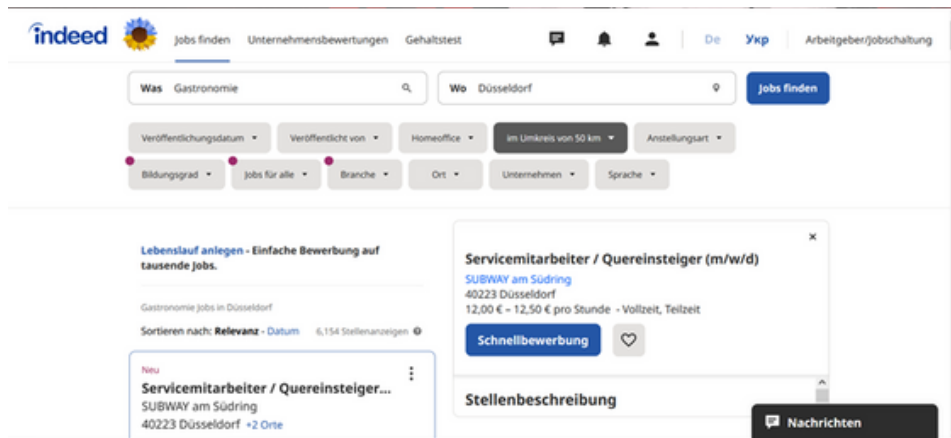 indeed Jobs finden Unternehmensbewertungen Gehaltstest De Укр Arbeitgeber/Jobschaltung
Was Gastronomie Wo Düsseldorf Jobs finden
Veröffentlichungsdatum Veröffentlicht von Homeoffice im Umkreis von 50 km Anstellungsart
Bildungsgrad Jobs für alle Branche Ort Unternehmen Sprache
Lebenslauf anlegen - Einfache Bewerbung auf
tausende Jobs.
Gastronomie Jobs in Düsseldorf
Sortieren nach: Relevanz - Datum 6,154 Stellenanzeigen
Neu
Servicemitarbeiter / Quereinsteiger...
SUBWAY am Südring
40223 Düsseldorf +2 Orte
Servicemitarbeiter / Quereinsteiger (m/w/d)
SUBWAY am Südring
40223 Düsseldorf
12,00 € – 12,50 € pro Stunde - Vollzeit, Teilzeit
Schnellbewerbung
Stellenbeschreibung
Nachrichten